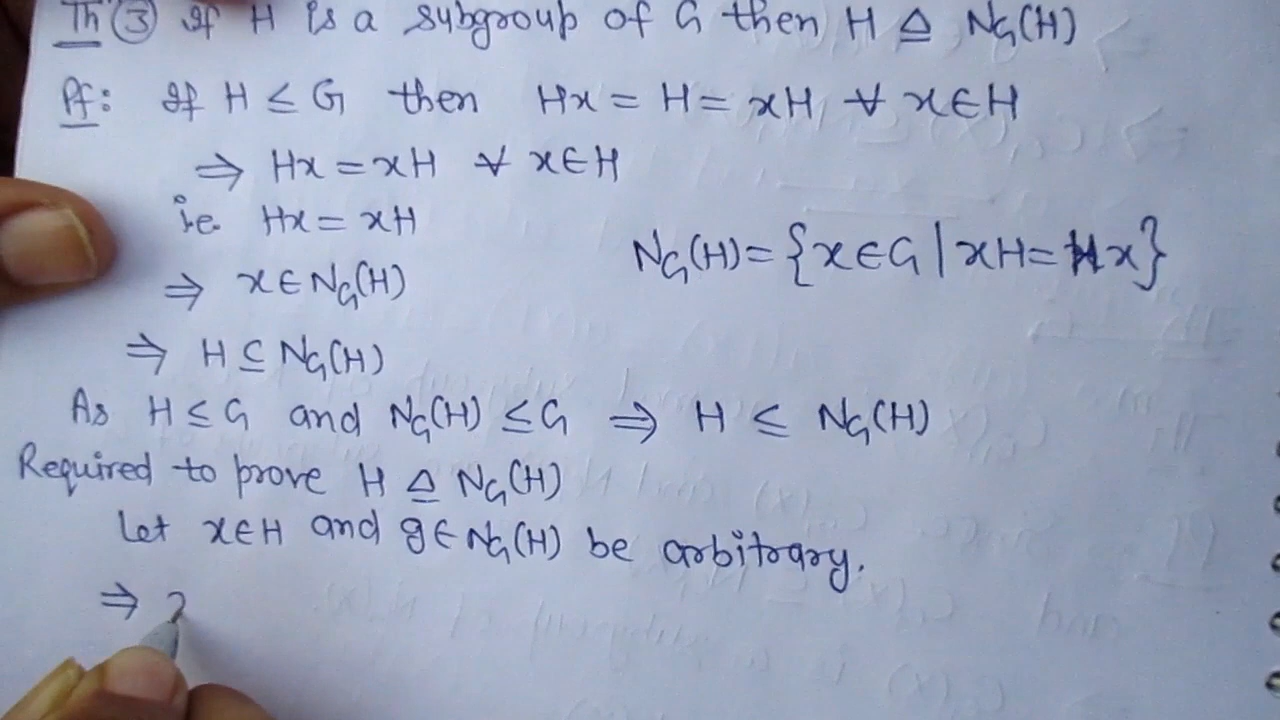 Th ③ If H is a subgroup of G then H ⊴ N_G(H)
Pf: If H ≤ G then Hx = H = xH ∀ x∈H
⇒ Hx = xH ∀ x∈H
i.e. Hx = xH
N_G(H) = {x∈G | xH = Hx}
⇒ x∈N_G(H)
⇒ H ⊆ N_G(H)
As H ≤ G and N_G(H) ≤ G ⇒ H ≤ N_G(H)
Required to prove H ⊴ N_G(H)
Let x∈H and g∈N_G(H) be arbitrary.
⇒